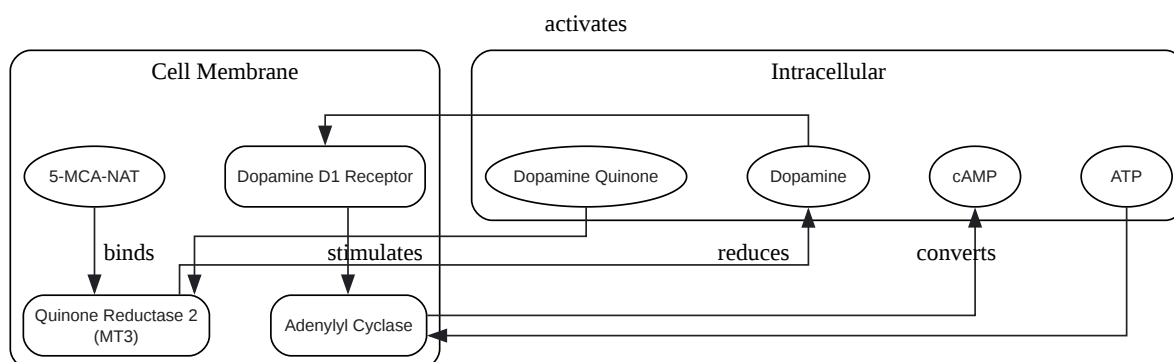 activates
Cell Membrane
Intracellular
5-MCA-NAT
Dopamine D1 Receptor
Dopamine Quinone
Dopamine
cAMP
ATP
binds
stimulates
reduces
converts
Quinone Reductase 2
(MT3)
Adenylyl Cyclase